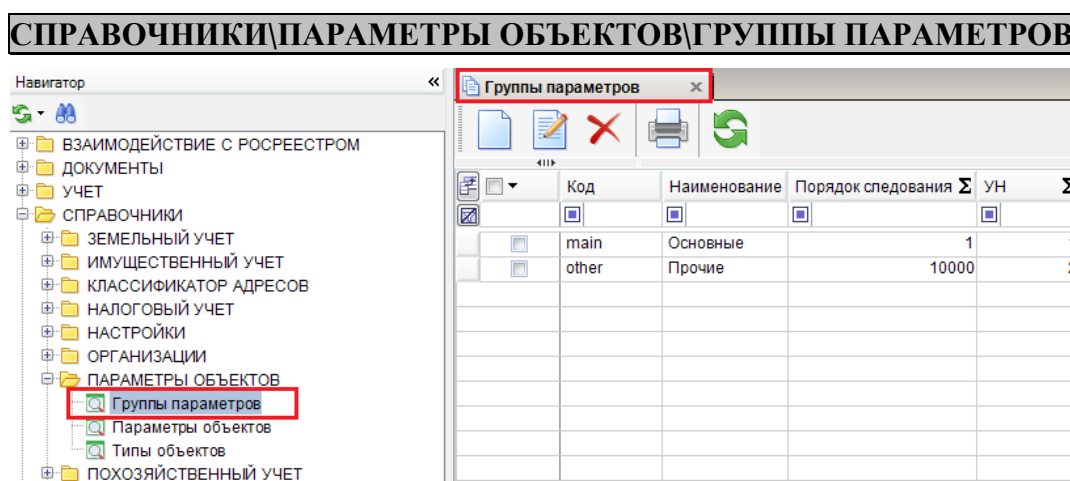 СПРАВОЧНИКИ\ПАРАМЕТРЫ ОБЪЕКТОВ\ГРУППЫ ПАРАМЕТРОВ
Навигатор «
ВЗАИМОДЕЙСТВИЕ С РОСРЕЕСТРОМ
ДОКУМЕНТЫ
УЧЕТ
СПРАВОЧНИКИ
ЗЕМЕЛЬНЫЙ УЧЕТ
ИМУЩЕСТВЕННЫЙ УЧЕТ
КЛАССИФИКАТОР АДРЕСОВ
НАЛОГОВЫЙ УЧЕТ
НАСТРОЙКИ
ОРГАНИЗАЦИИ
ПАРАМЕТРЫ ОБЪЕКТОВ
Группы параметров
Параметры объектов
Типы объектов
ПОХОЗЯЙСТВЕННЫЙ УЧЕТ
Группы параметров
Код Наименование Порядок следования Σ УН Σ
main Основные 1
other Прочие 10000